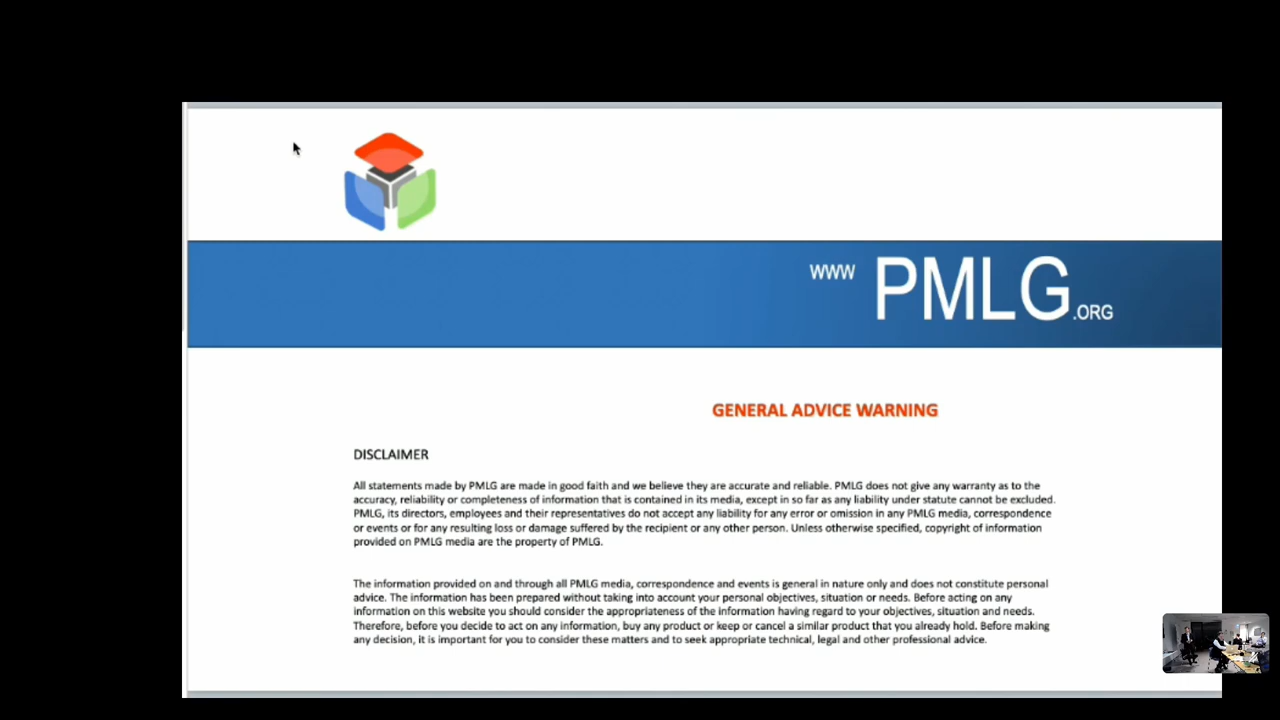 WWW PMLG.ORG
GENERAL ADVICE WARNING
DISCLAIMER
All statements made by PMLG are made in good faith and we believe they are accurate and reliable. PMLG does not give any warranty as to the
accuracy, reliability or completeness of information that is contained in its media, except in so far as any liability under statute cannot be excluded.
PMLG, its directors, employees and their representatives do not accept any liability for any error or omission in any PMLG media, correspondence
or events or for any resulting loss or damage suffered by the recipient or any other person. Unless otherwise specified, copyright of information
provided on PMLG media are the property of PMLG.
The information provided on and through all PMLG media, correspondence and events is general in nature only and does not constitute personal
advice. The information has been prepared without taking into account your personal objectives, situation or needs. Before acting on any
information on this website you should consider the appropriateness of the information having regard to your objectives, situation and needs.
Therefore, before you decide to act on any information, buy any product or keep or cancel a similar product that you already hold. Before making
any decision, it is important for you to consider these matters and to seek appropriate technical, legal and other professional advice.